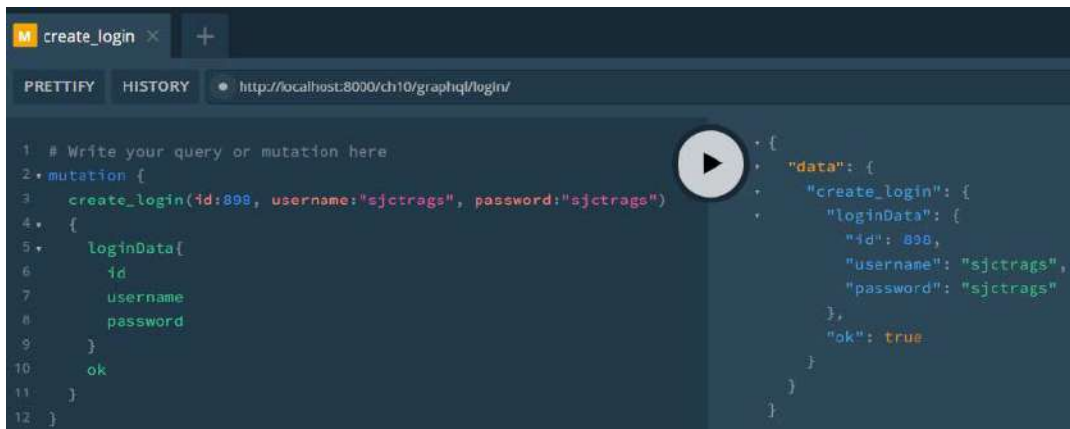 M create_login × +
PRETTIFY HISTORY http://localhost:8000/ch10/graphql/login/
1 # Write your query or mutation here
2 mutation {
3 create_login(id:898, username:"sjctrags", password:"sjctrags")
4 {
5 loginData{
6 id
7 username
8 password
9 }
10 ok
11 }
12 }
{
"data": {
"create_login": {
"loginData": {
"id": 898,
"username": "sjctrags",
"password": "sjctrags"
},
"ok": true
}
}
}